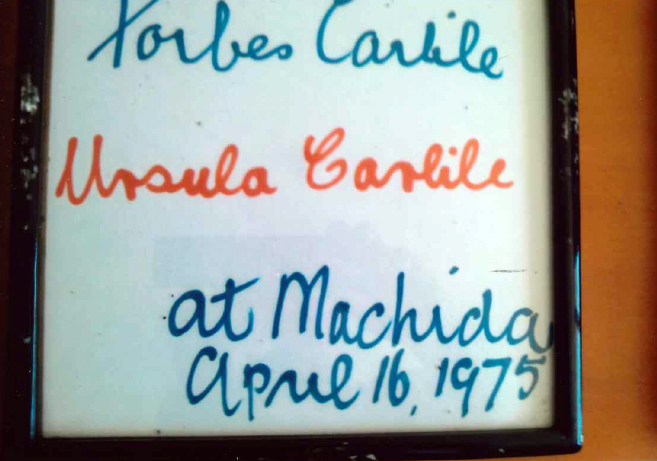 Forbes Carlile
Ursula Carlile
at Machida
April 16, 1975